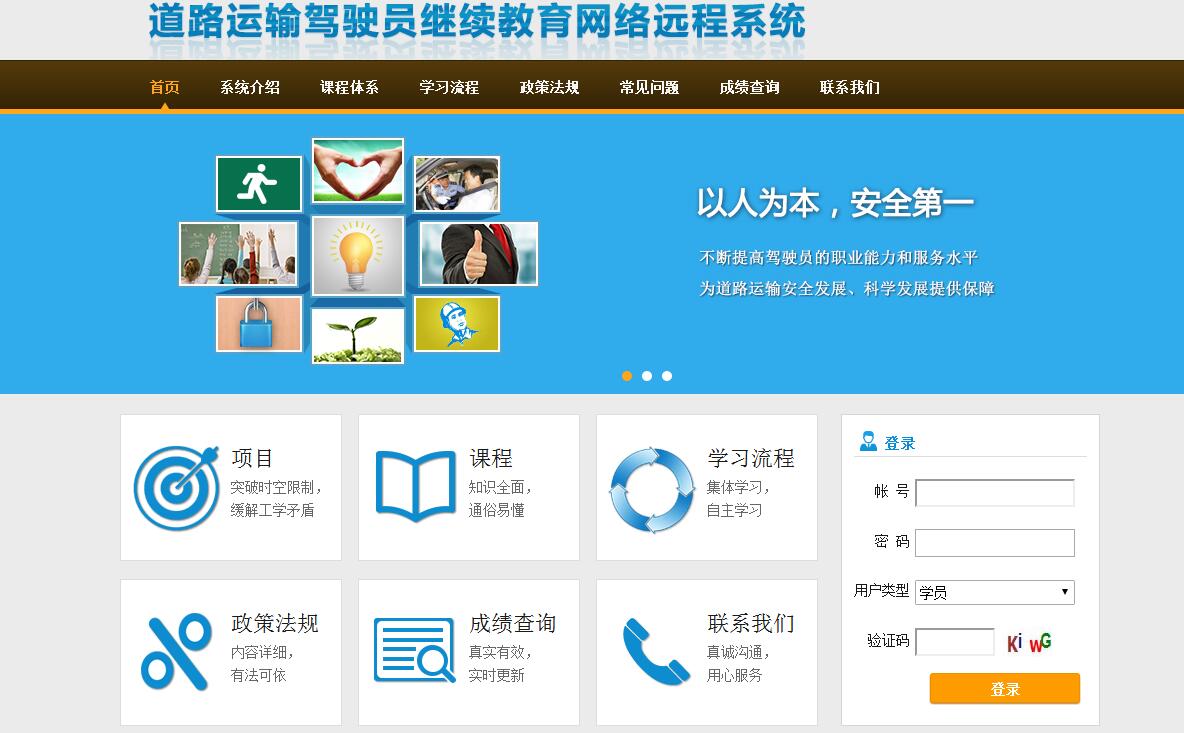 道路运输驾驶员继续教育网络远程系统
首页 系统介绍 课程体系 学习流程 政策法规 常见问题 成绩查询 联系我们
以人为本，安全第一
不断提高驾驶员的职业能力和服务水平
为道路运输安全发展、科学发展提供保障
项目
突破时空限制，
缓解工学矛盾
课程
知识全面，
通俗易懂
学习流程
集体学习，
自主学习
政策法规
内容详细，
有法可依
成绩查询
真实有效，
实时更新
联系我们
真诚沟通，
用心服务
登录
帐 号
密 码
用户类型 学员
验证码 KiwG
登录